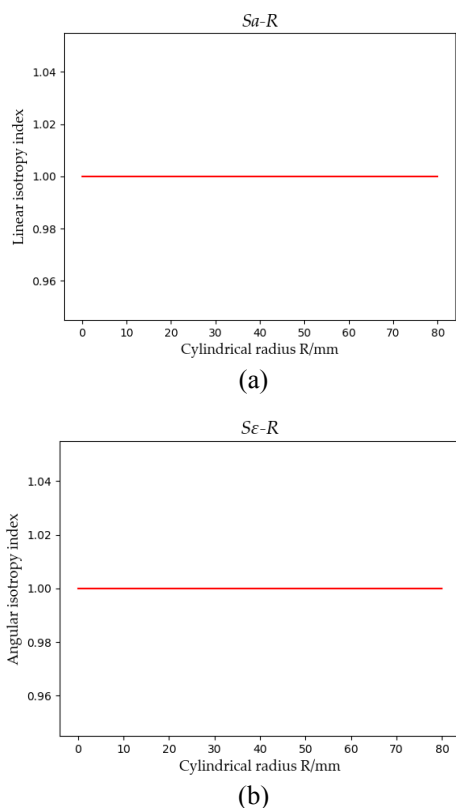 Sa-R
Linear isotropy index
1.04
1.02
1.00
0.98
0.96
0 10 20 30 40 50 60 70 80
Cylindrical radius R/mm
(a)
Sε-R
Angular isotropy index
1.04
1.02
1.00
0.98
0.96
0 10 20 30 40 50 60 70 80
Cylindrical radius R/mm
(b)